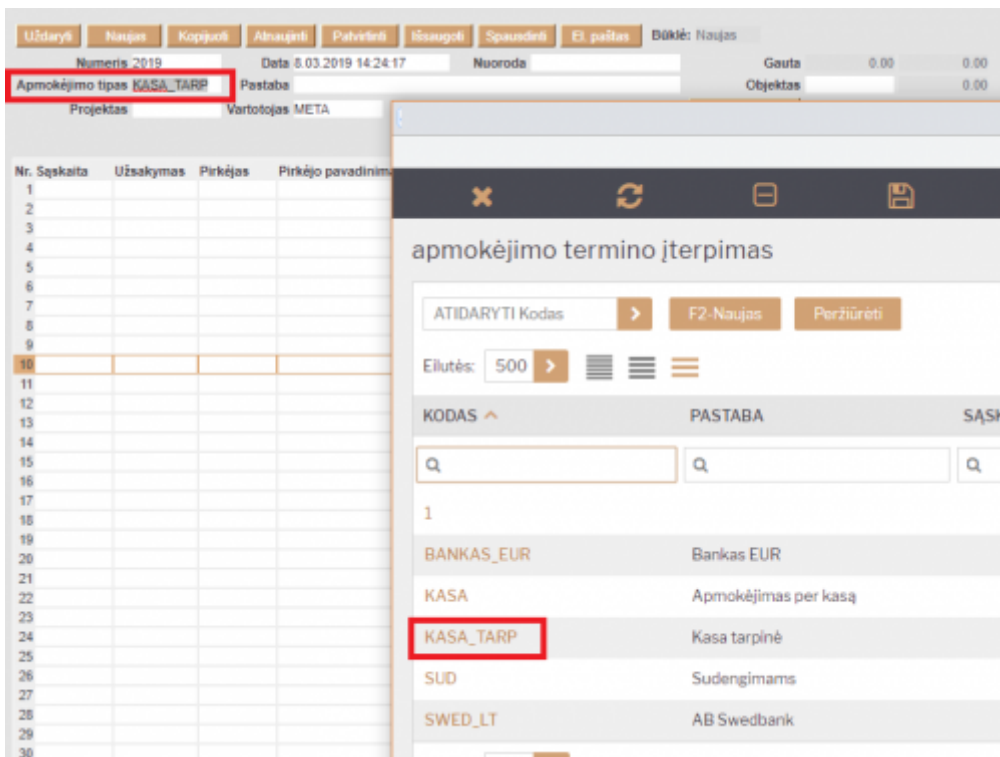 Uždaryti Naujas Kopijuoti Atnaujinti Patvirtinti Išsaugoti Spausdinti El. paštas Būklė: Naujas
Numeris 2019 Data 8.03.2019 14:24:17 Nuoroda Gauta 0.00 0.00
Apmokėjimo tipas KASA_TARP Pastaba Objektas 0.00
Projektas Vartotojas META
Nr. Sąskaita Užsakymas Pirkėjas Pirkėjo pavadinima
1
2
3
4
5
6
7
8
9
10
11
12
13
14
15
16
17
18
19
20
21
22
23
24
25
26
27
28
29
30
apmokėjimo termino įterpimas
ATIDARYTI Kodas F2-Naujas Peržiūrėti
Eilutės: 500
KODAS PASTABA SĄSK
1
BANKAS_EUR Bankas EUR
KASA Apmokėjimas per kasą
KASA_TARP Kasa tarpinė
SUD Sudengimams
SWED_LT AB Swedbank